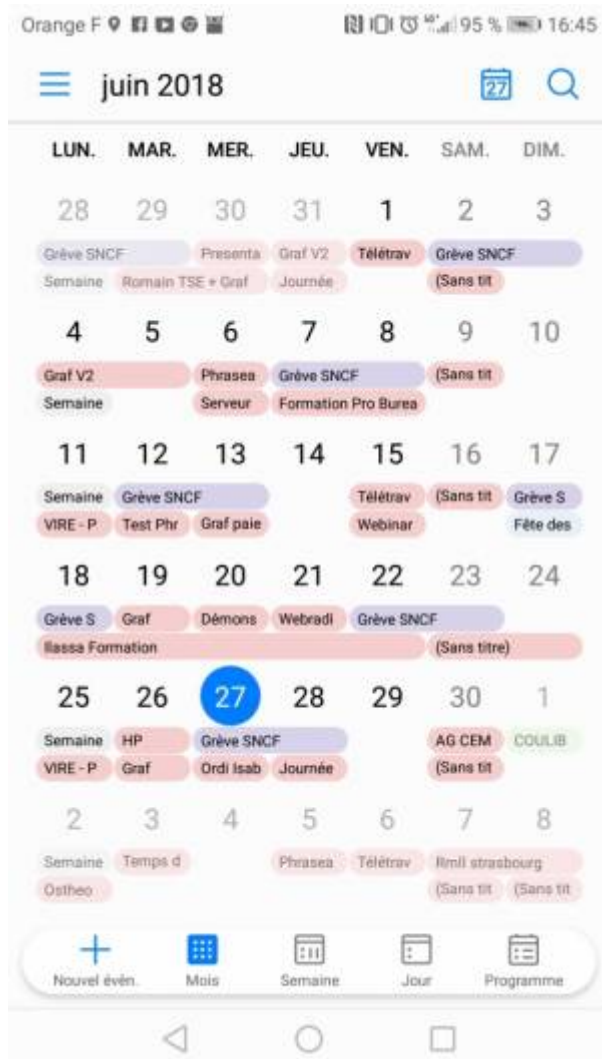 Orange F 95 % 16:45
juin 2018 27
LUN. MAR. MER. JEU. VEN. SAM. DIM.
28 29 30 31 1 2 3
Grève SNCF Presenta Graf V2 Télétrav Grève SNCF
Semaine Romain TSE + Graf Journée (Sans tit
4 5 6 7 8 9 10
Graf V2 Phrasea Grève SNCF (Sans tit
Semaine Serveur Formation Pro Burea
11 12 13 14 15 16 17
Semaine Grève SNCF Télétrav (Sans tit Grève S
VIRE - P Test Phr Graf paie Webinar Fête des
18 19 20 21 22 23 24
Grève S Graf Démons Webradi Grève SNCF
Ilassa Formation (Sans titre)
25 26 27 28 29 30 1
Semaine HP Grève SNCF AG CEM COULIB
VIRE - P Graf Ordi Isab Journée (Sans tit
2 3 4 5 6 7 8
Semaine Temps d Phrasea Télétrav Rmll strasbourg
Ostheo (Sans tit (Sans tit
Nouvel évén. Mois Semaine Jour Programme